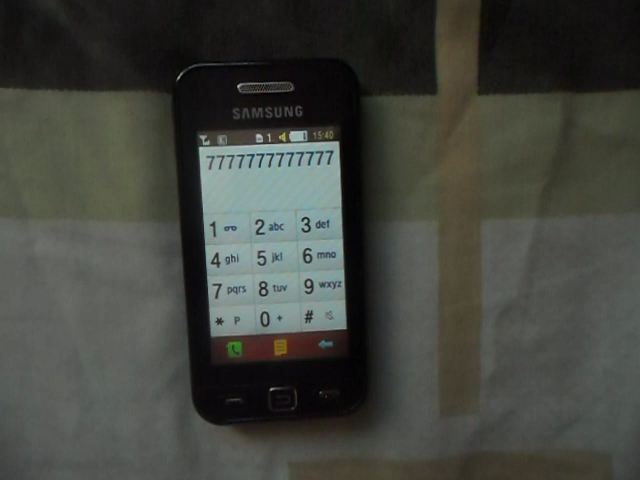 SAMSUNG
1 15:40
7777777777777
1 2 abc 3 def
4 ghi 5 jkl 6 mno
7 pqrs 8 tuv 9 wxyz
* P 0 + #